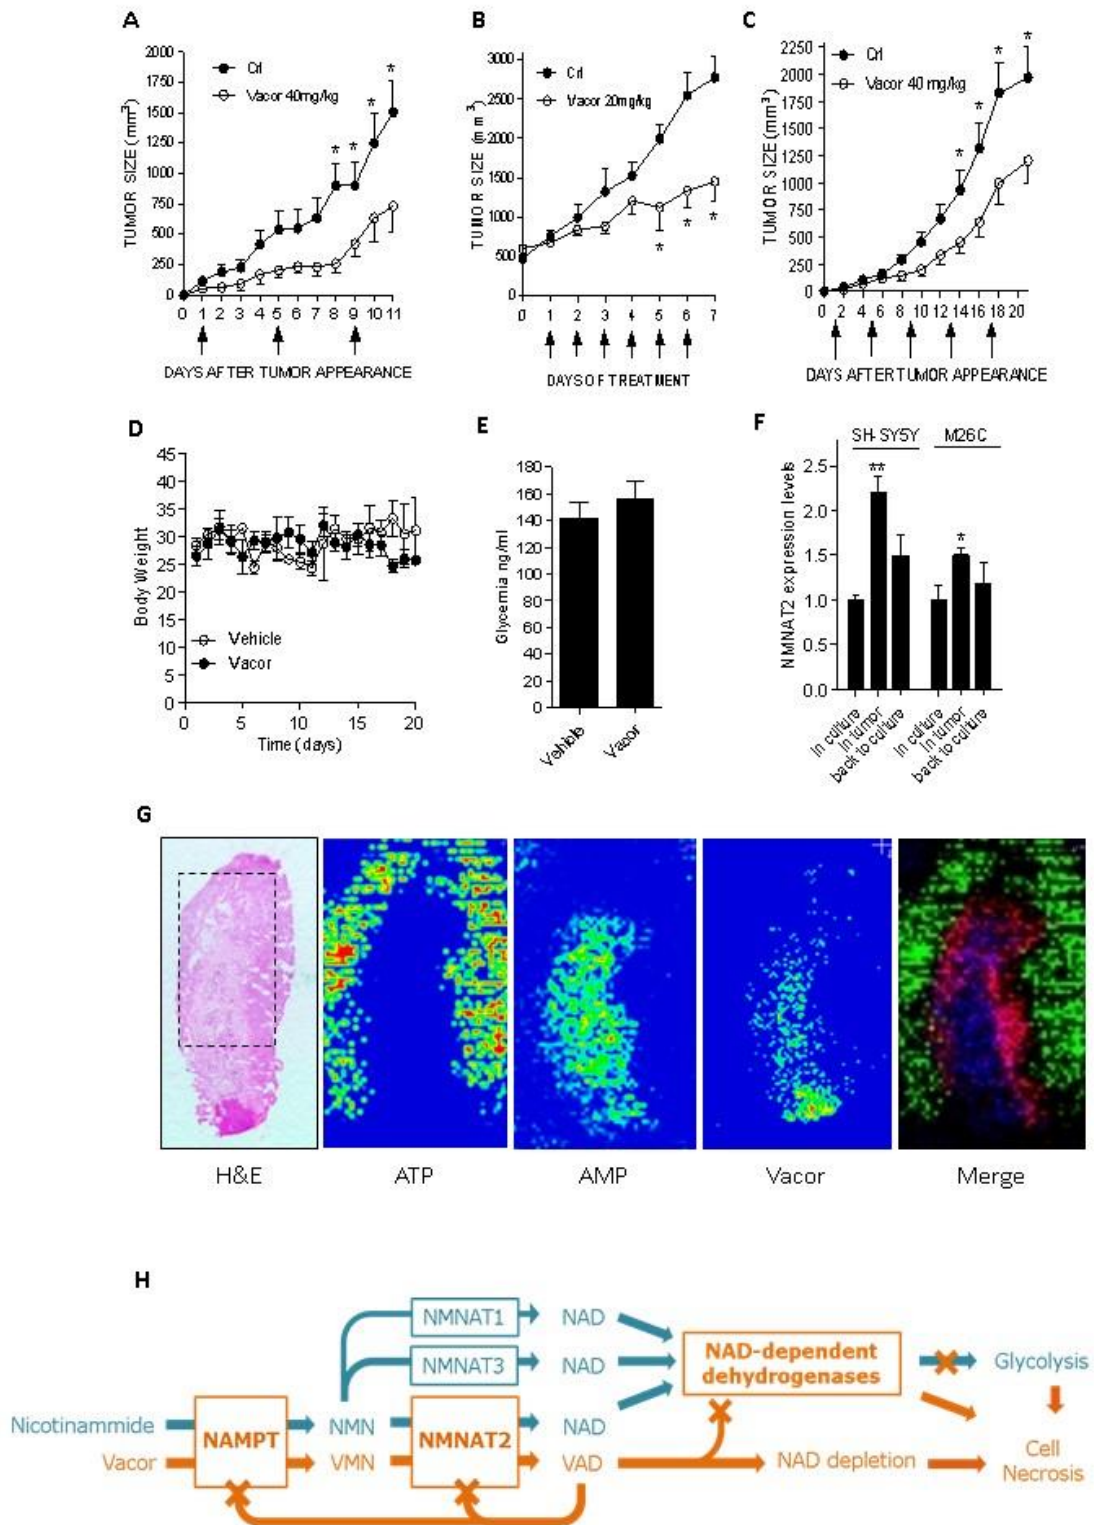 A
TUMOR SIZE (mm³)
2000
1750
1500
1250
1000
750
500
250
0
Crl
Vacor 40mg/kg
*
*
*
*
0 1 2 3 4 5 6 7 8 9 10 11
DAYS AFTER TUMOR APPEARANCE
B
TUMOR SIZE (mm³)
3000
2500
2000
1500
1000
500
0
Crl
Vacor 20mg/kg
*
*
*
0 1 2 3 4 5 6 7
DAYS OF TREATMENT
C
TUMOR SIZE (mm³)
2250
2000
1750
1500
1250
1000
750
500
250
0
Crl
Vacor 40 mg/kg
*
*
*
*
0 2 4 6 8 10 12 14 16 18 20
DAYS AFTER TUMOR APPEARANCE
D
Body Weight
45
40
35
30
25
20
15
10
5
0
Vehicle
Vacor
0 5 10 15 20
Time (days)
E
Glycemia ng/ml
180
160
140
120
100
80
60
40
20
0
Vehicle
Vacor
F
SH-SY5Y M26C
NMNAT2 expression levels
2.5
2.0
1.5
1.0
0.5
0.0
**
*
In culture
In tumor
back to culture
In culture
In tumor
back to culture
G
H&E ATP AMP Vacor Merge
H
NMNAT1 NAD
NMNAT3 NAD
NAD-dependent
dehydrogenases
Glycolysis
Nicotinammide NMN NAD
NAMPT NMNAT2
Vacor VMN VAD NAD depletion
Cell
Necrosis